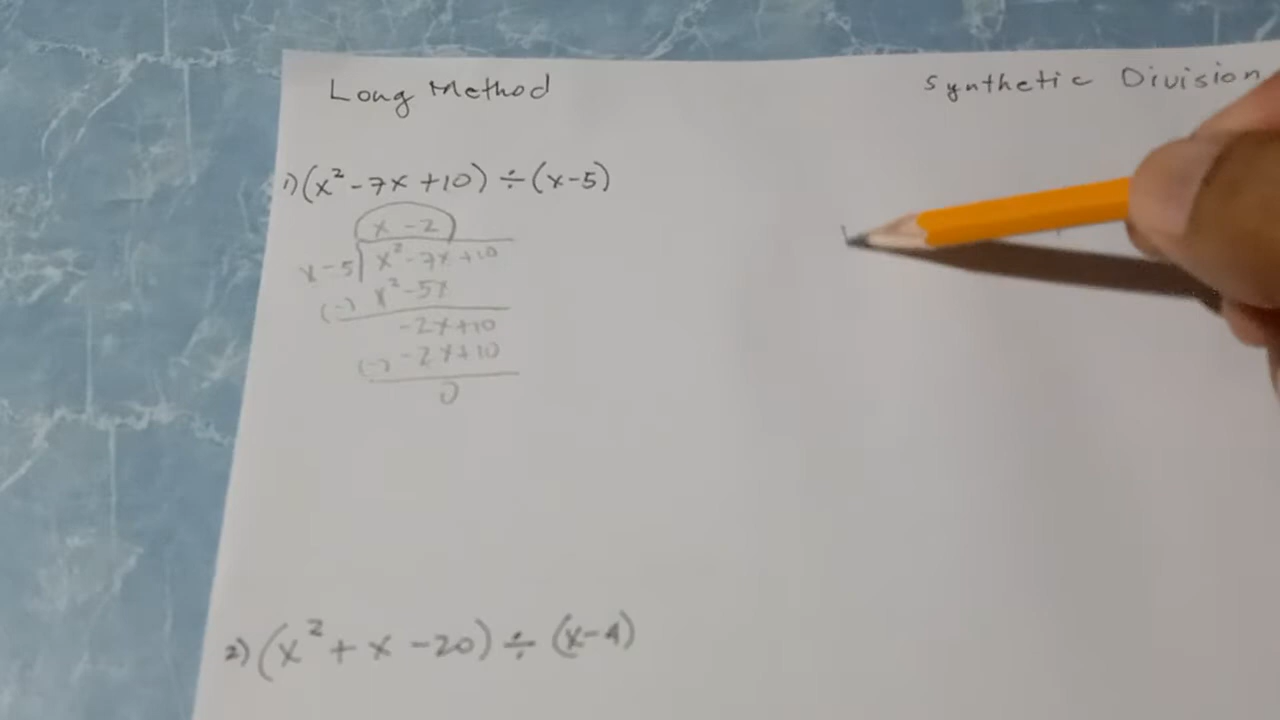 Long Method
Synthetic Division
1) (x² - 7x + 10) ÷ (x-5)
x - 2
x - 5 x² - 7x + 10
(-) x² - 5x
-2x + 10
(-) -2x + 10
0
2) (x² + x - 20) ÷ (x-4)